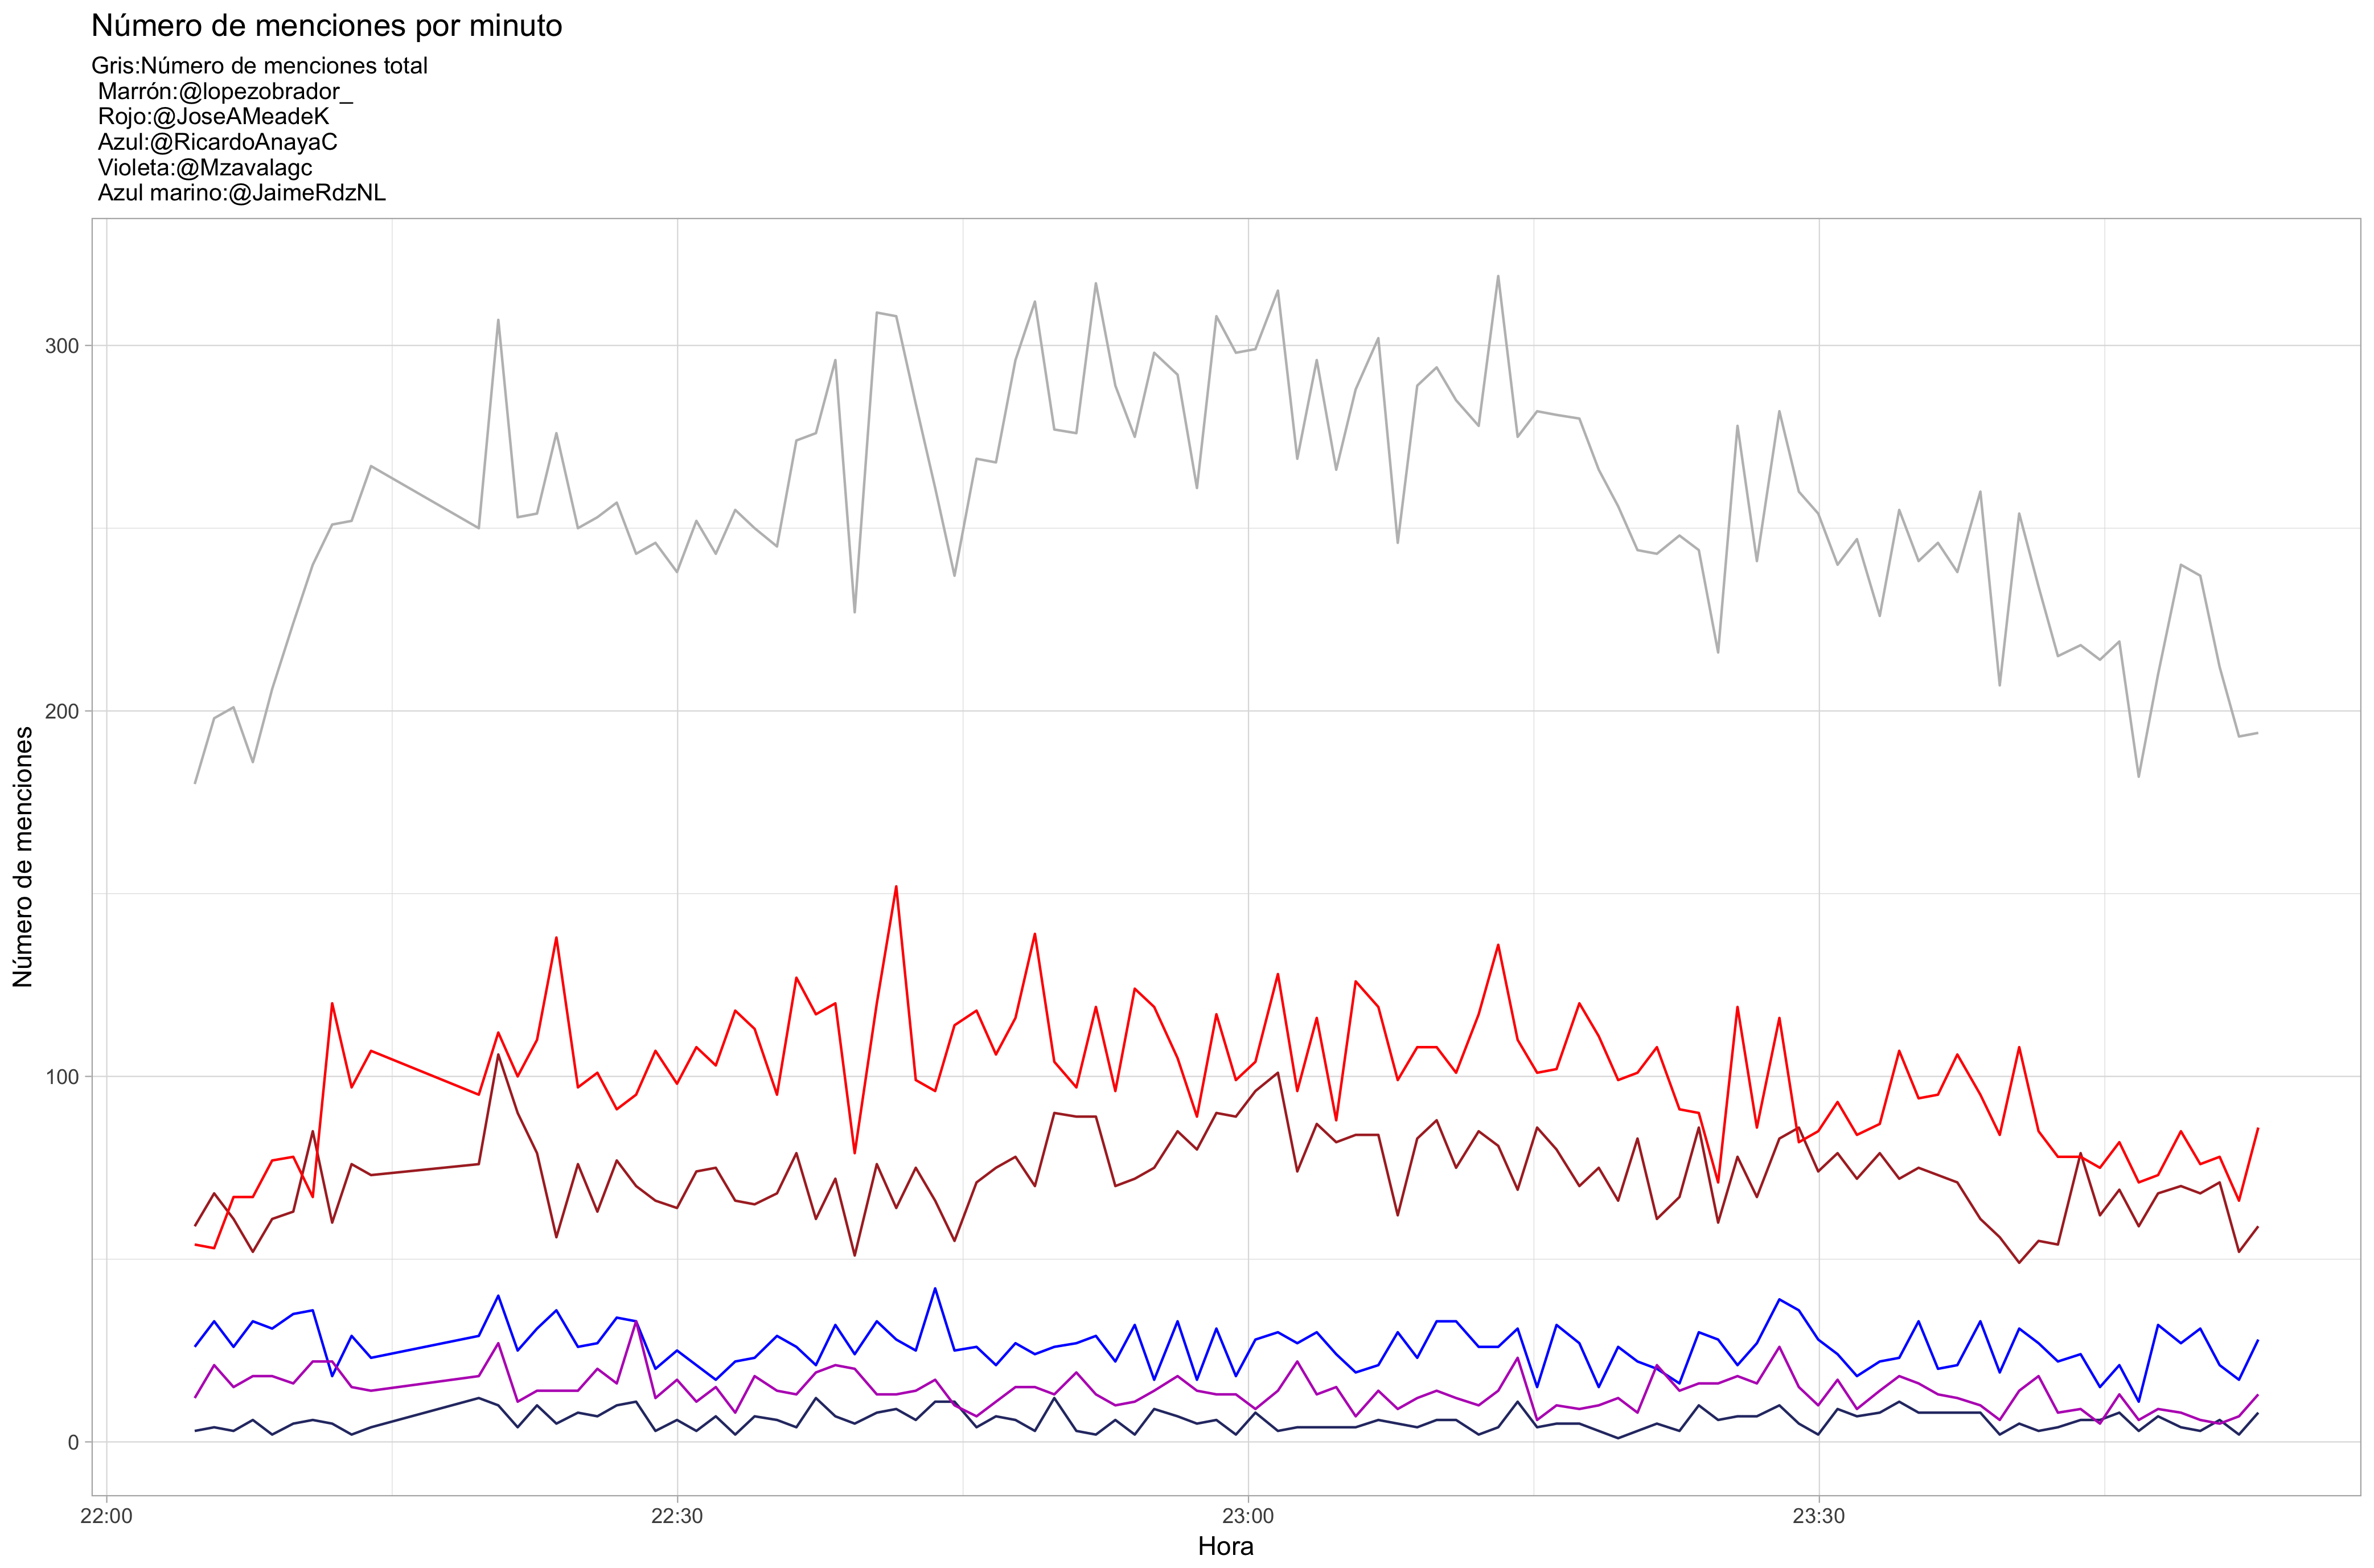 Número de menciones por minuto
Gris:Número de menciones total
Marrón:@lopezobrador_
Rojo:@JoseAMeadeK
Azul:@RicardoAnayaC
Violeta:@Mzavalagc
Azul marino:@JaimeRdzNL
Número de menciones
300
200
100
0
22:00
22:30
23:00
23:30
Hora